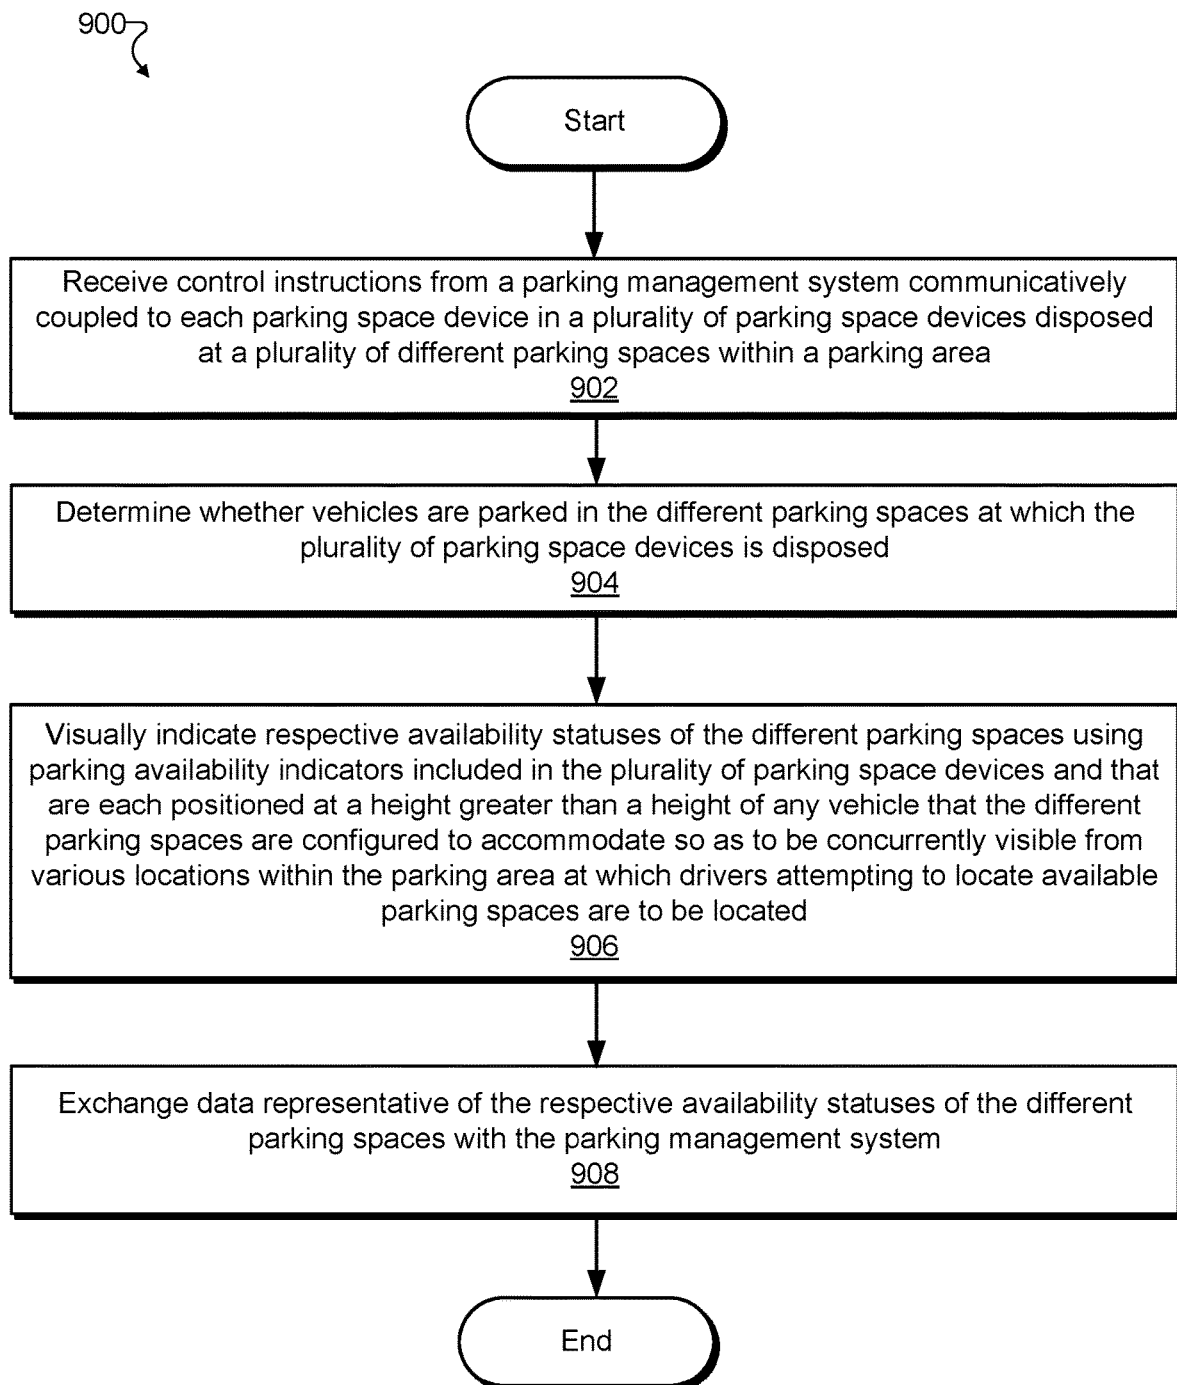 900
Start
Receive control instructions from a parking management system communicatively
coupled to each parking space device in a plurality of parking space devices disposed
at a plurality of different parking spaces within a parking area
902
Determine whether vehicles are parked in the different parking spaces at which the
plurality of parking space devices is disposed
904
Visually indicate respective availability statuses of the different parking spaces using
parking availability indicators included in the plurality of parking space devices and that
are each positioned at a height greater than a height of any vehicle that the different
parking spaces are configured to accommodate so as to be concurrently visible from
various locations within the parking area at which drivers attempting to locate available
parking spaces are to be located
906
Exchange data representative of the respective availability statuses of the different
parking spaces with the parking management system
908
End